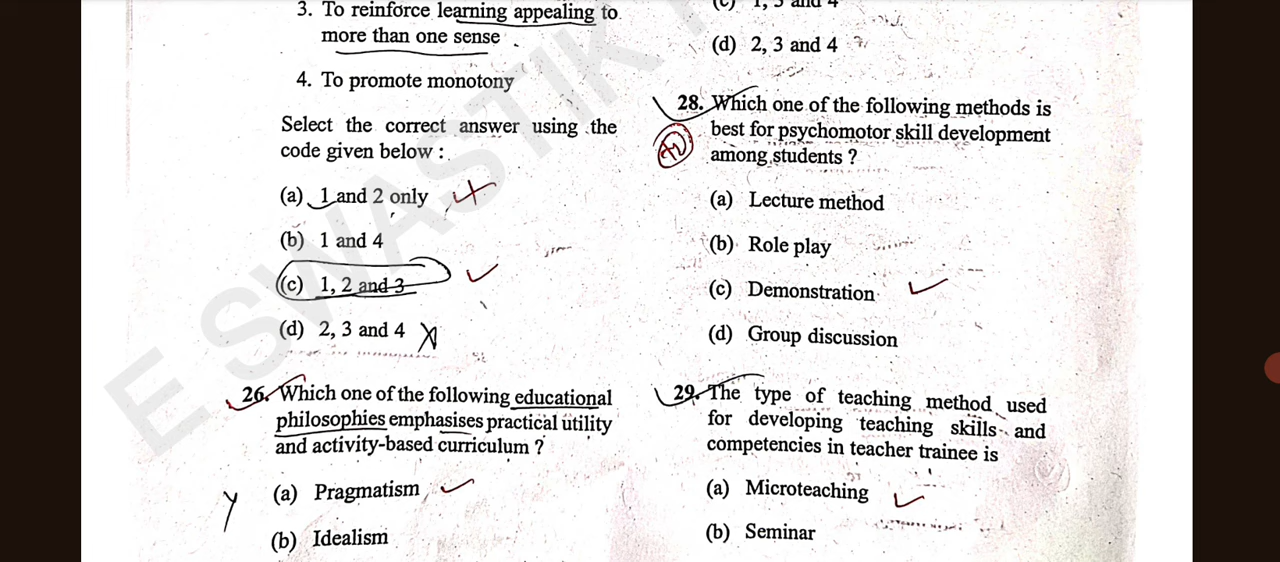 3. To reinforce learning appealing to
more than one sense
4. To promote monotony
Select the correct answer using the
code given below :
(a) 1 and 2 only
(b) 1 and 4
(c) 1, 2 and 3
(d) 2, 3 and 4
26. Which one of the following educational
philosophies emphasises practical utility
and activity-based curriculum ?
(a) Pragmatism
(b) Idealism
(c) 1, 3 and 4
(d) 2, 3 and 4
28. Which one of the following methods is
best for psychomotor skill development
among students ?
(a) Lecture method
(b) Role play
(c) Demonstration
(d) Group discussion
29. The type of teaching method used
for developing teaching skills and
competencies in teacher trainee is
(a) Microteaching
(b) Seminar
E SWASTIK